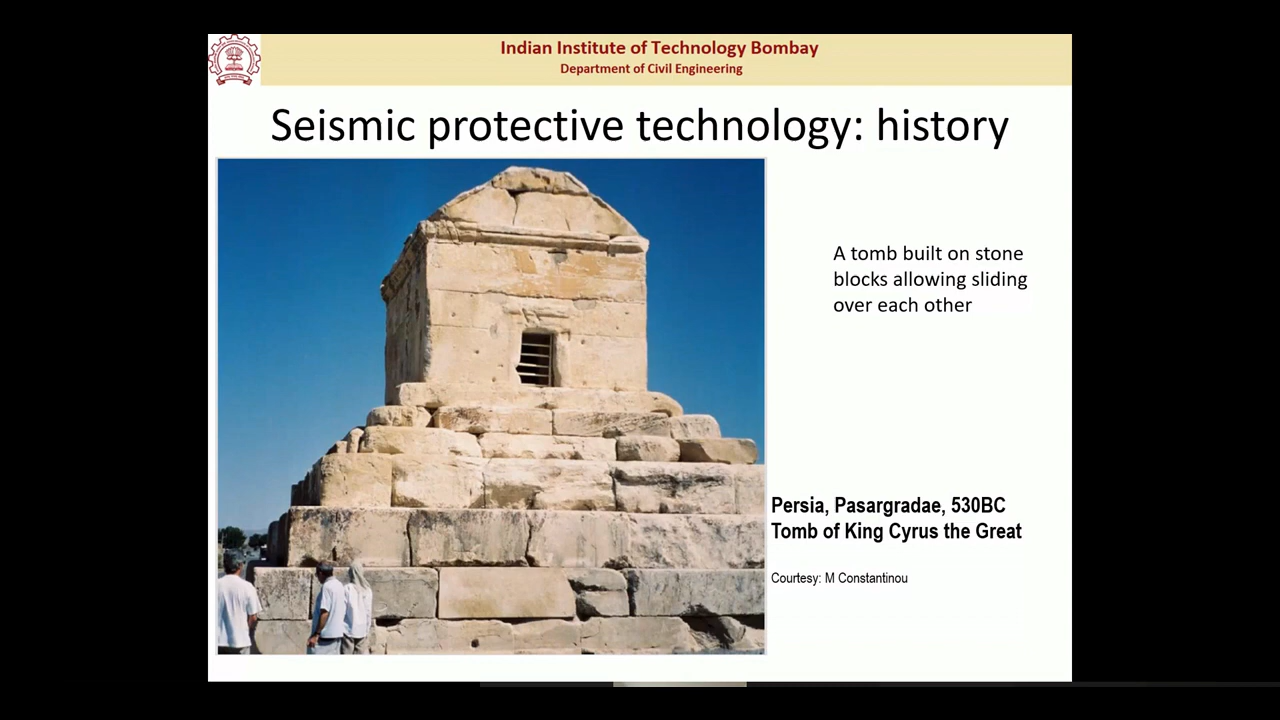 Indian Institute of Technology Bombay
Department of Civil Engineering
Seismic protective technology: history
A tomb built on stone
blocks allowing sliding
over each other
Persia, Pasargradae, 530BC
Tomb of King Cyrus the Great
Courtesy: M Constantinou